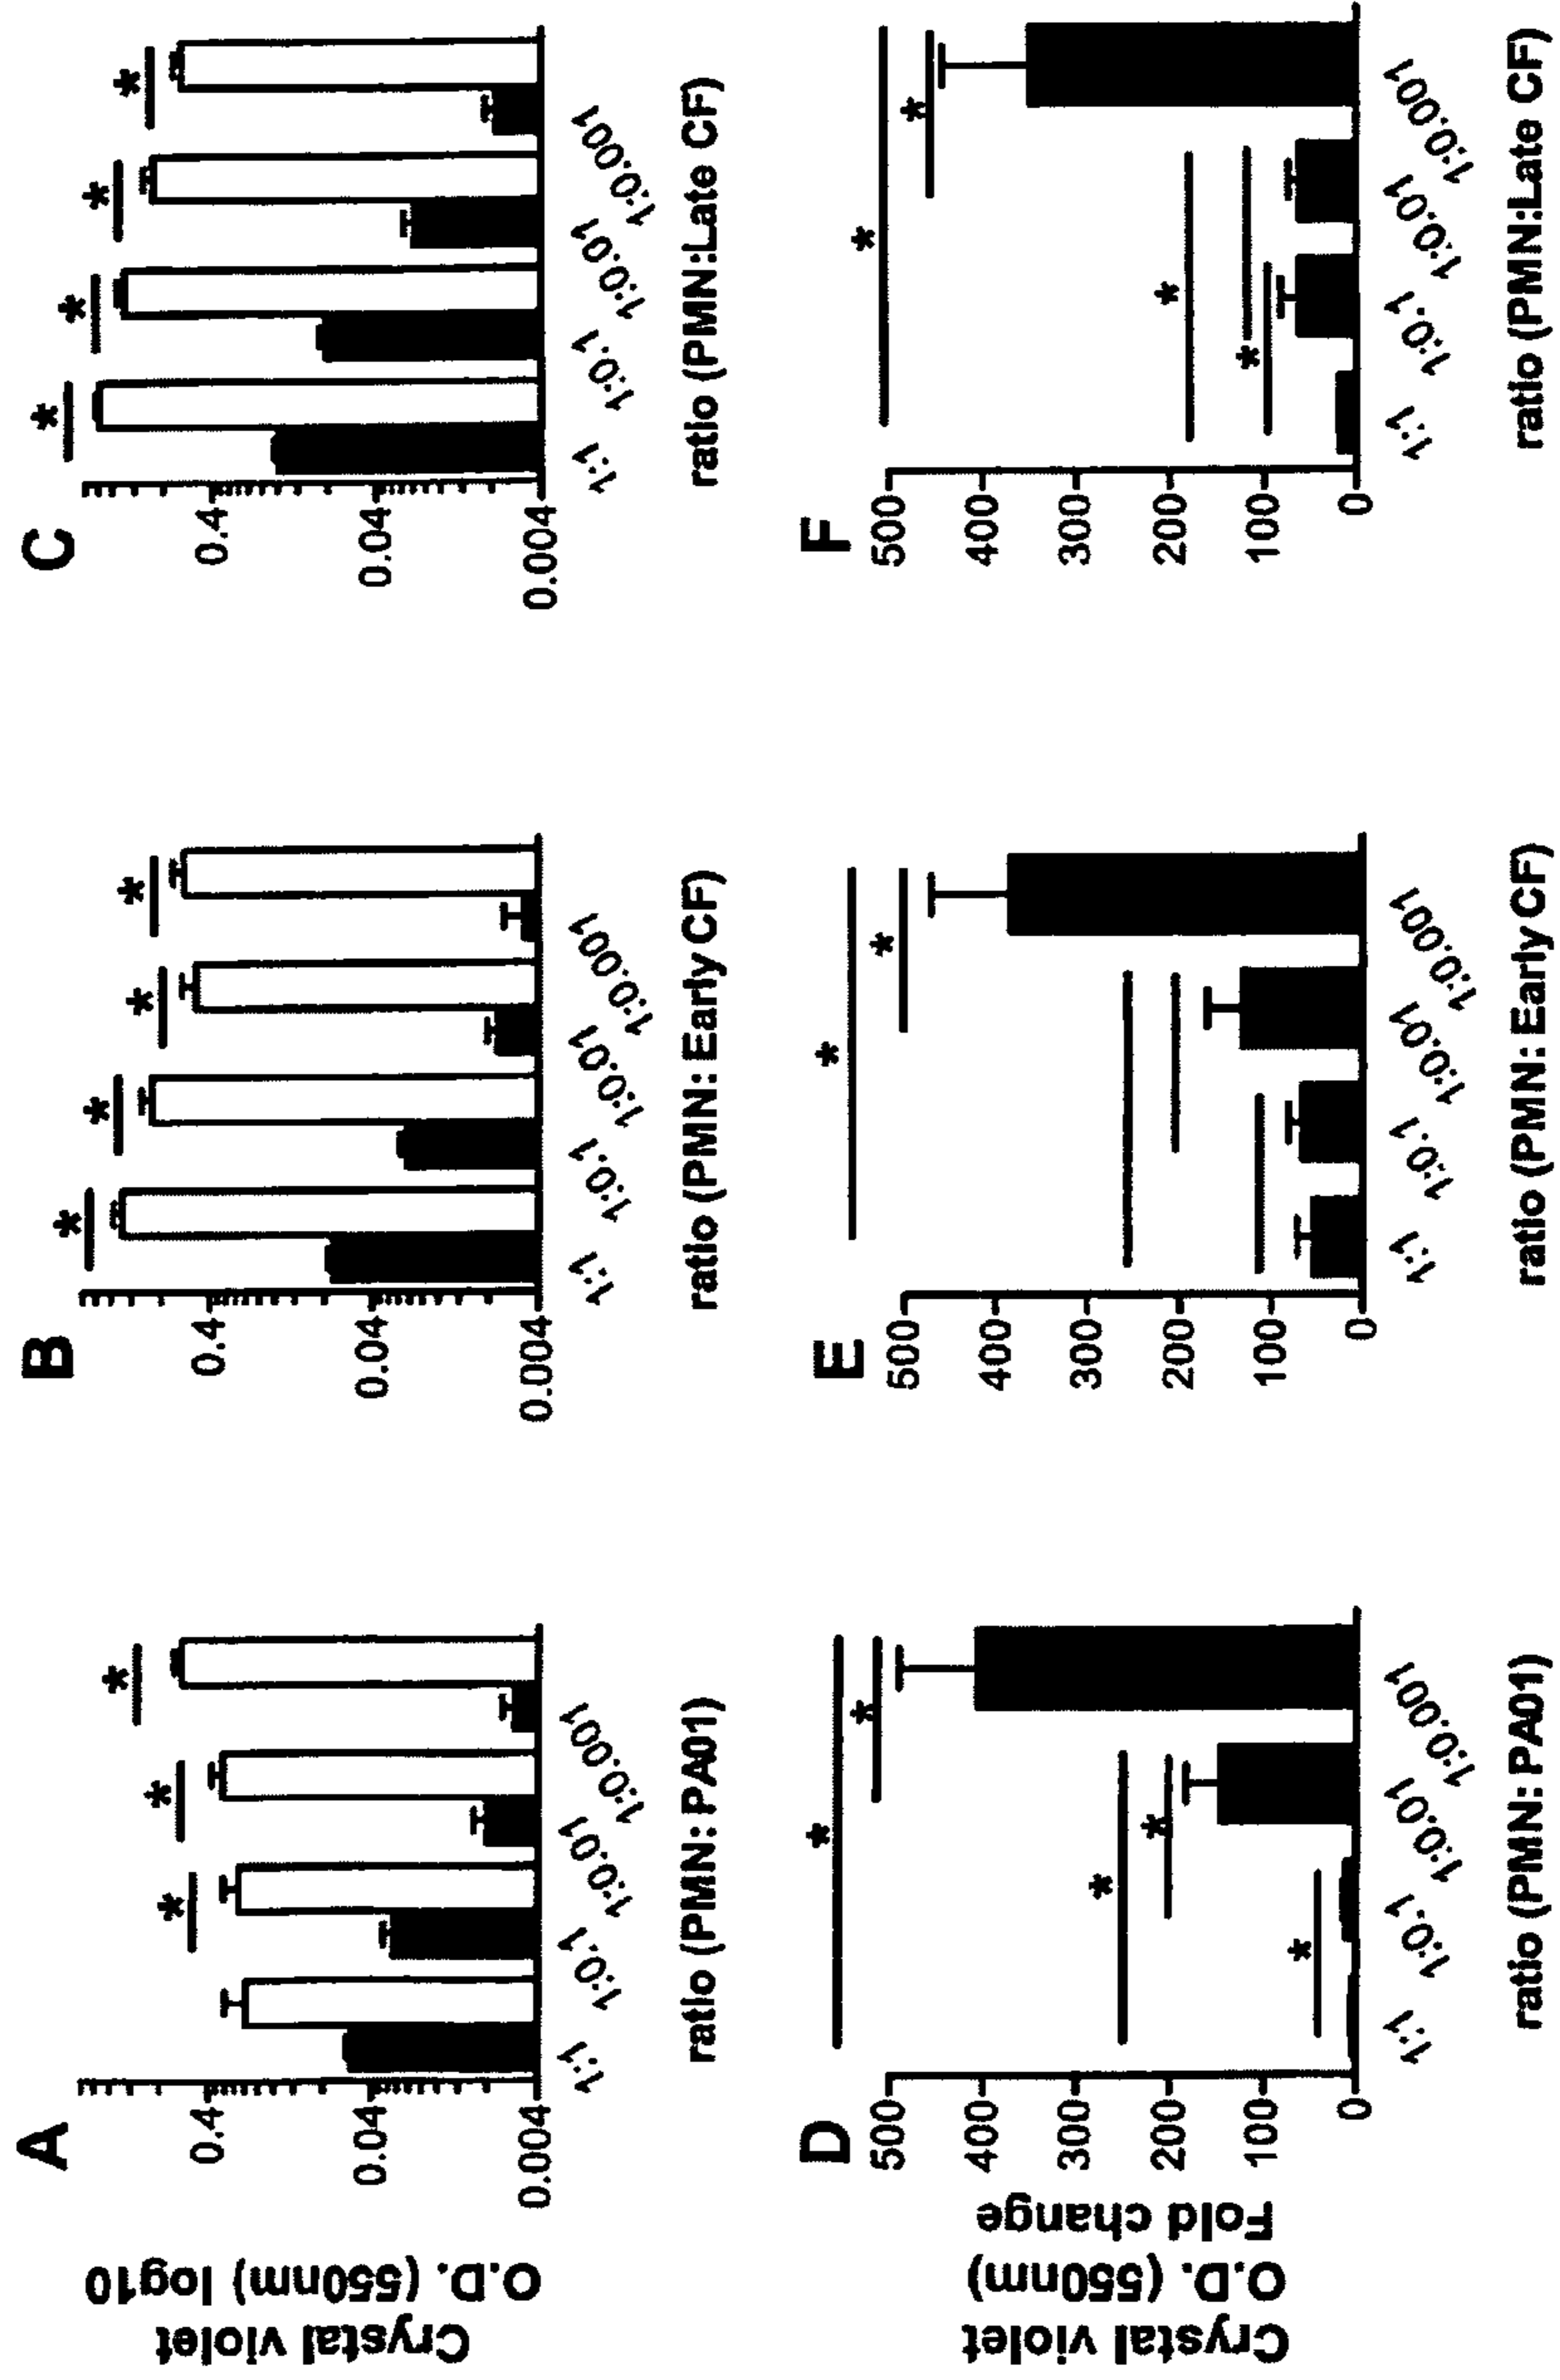 A
B
C
Crystal violet
O.D. (550nm) log10
0.4
0.04
0.004
0.4
0.04
0.004
0.4
0.04
0.004
* * *
* * * *
* * * *
1:1 1:0.1 1:0.01 1:0.001
1:1 1:0.1 1:0.01 1:0.001
1:1 1:0.1 1:0.01 1:0.001
ratio (PMN: PA01)
ratio (PMN: Early CF)
ratio (PMN:Late CF)
D
E
F
Crystal violet
O.D. (550nm)
Fold change
500
400
300
200
100
0
500
400
300
200
100
0
500
400
300
200
100
0
* * * * *
* *
* * * *
1:1 1:0.1 1:0.01 1:0.001
1:1 1:0.1 1:0.01 1:0.001
1:1 1:0.1 1:0.01 1:0.001
ratio (PMN: PA01)
ratio (PMN: Early CF)
ratio (PMN:Late CF)